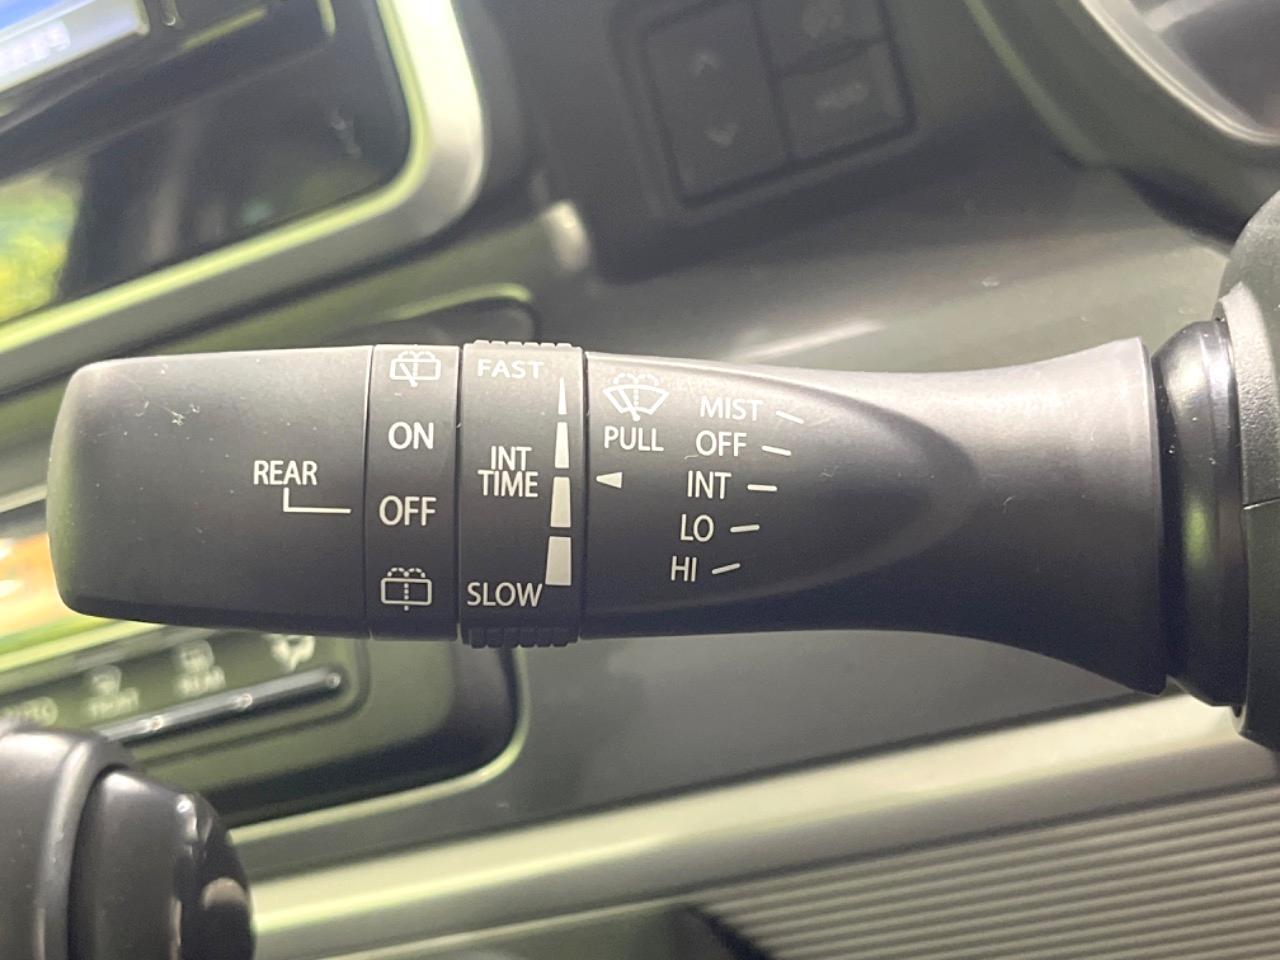 REAR
ON
OFF
FAST
INT
TIME
SLOW
PULL
MIST
OFF
INT
LO
HI